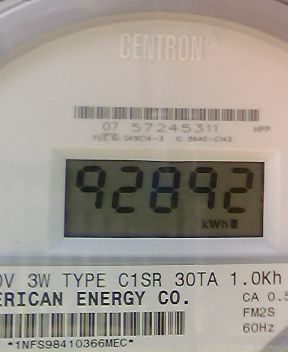 CENTRON®
07 57245311
92892
kWh
0V 3W TYPE C1SR 30TA 1.0Kh
ERICAN ENERGY CO.
CA 0.5
FM2S
60Hz
*1NFS98410366MEC*